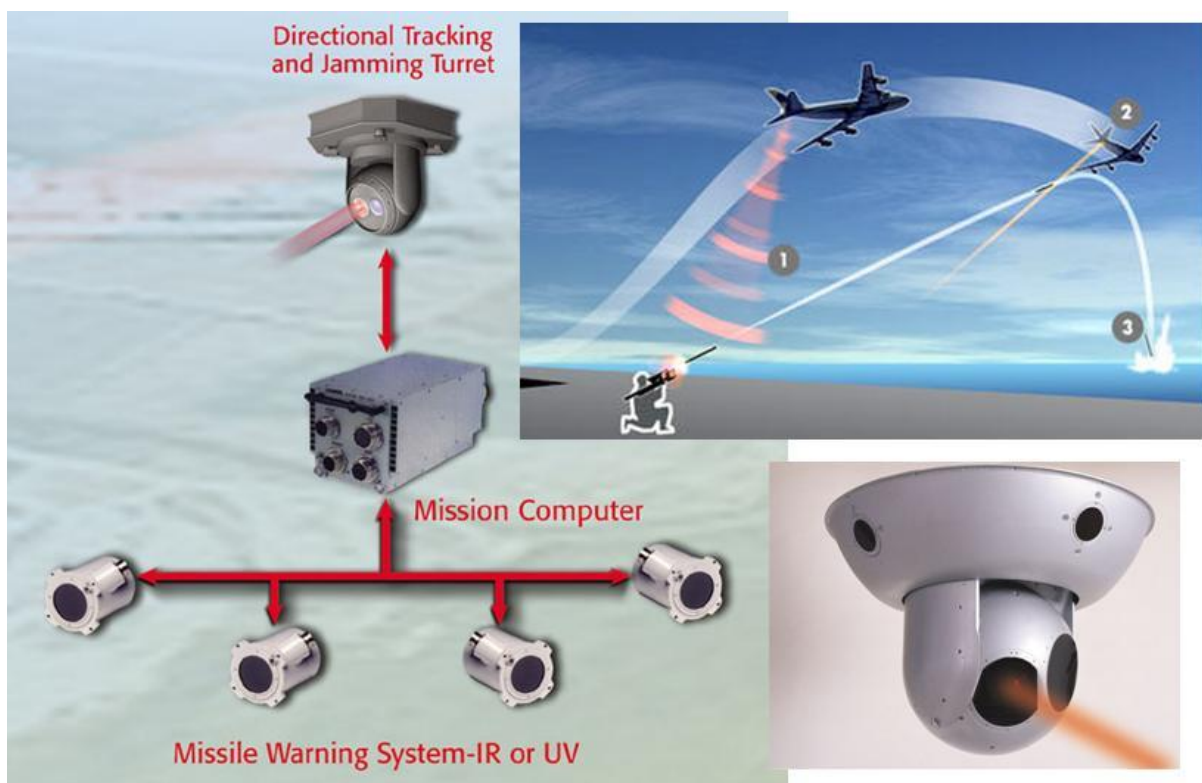 Directional Tracking
and Jamming Turret
Mission Computer
Missile Warning System-IR or UV
1
2
3